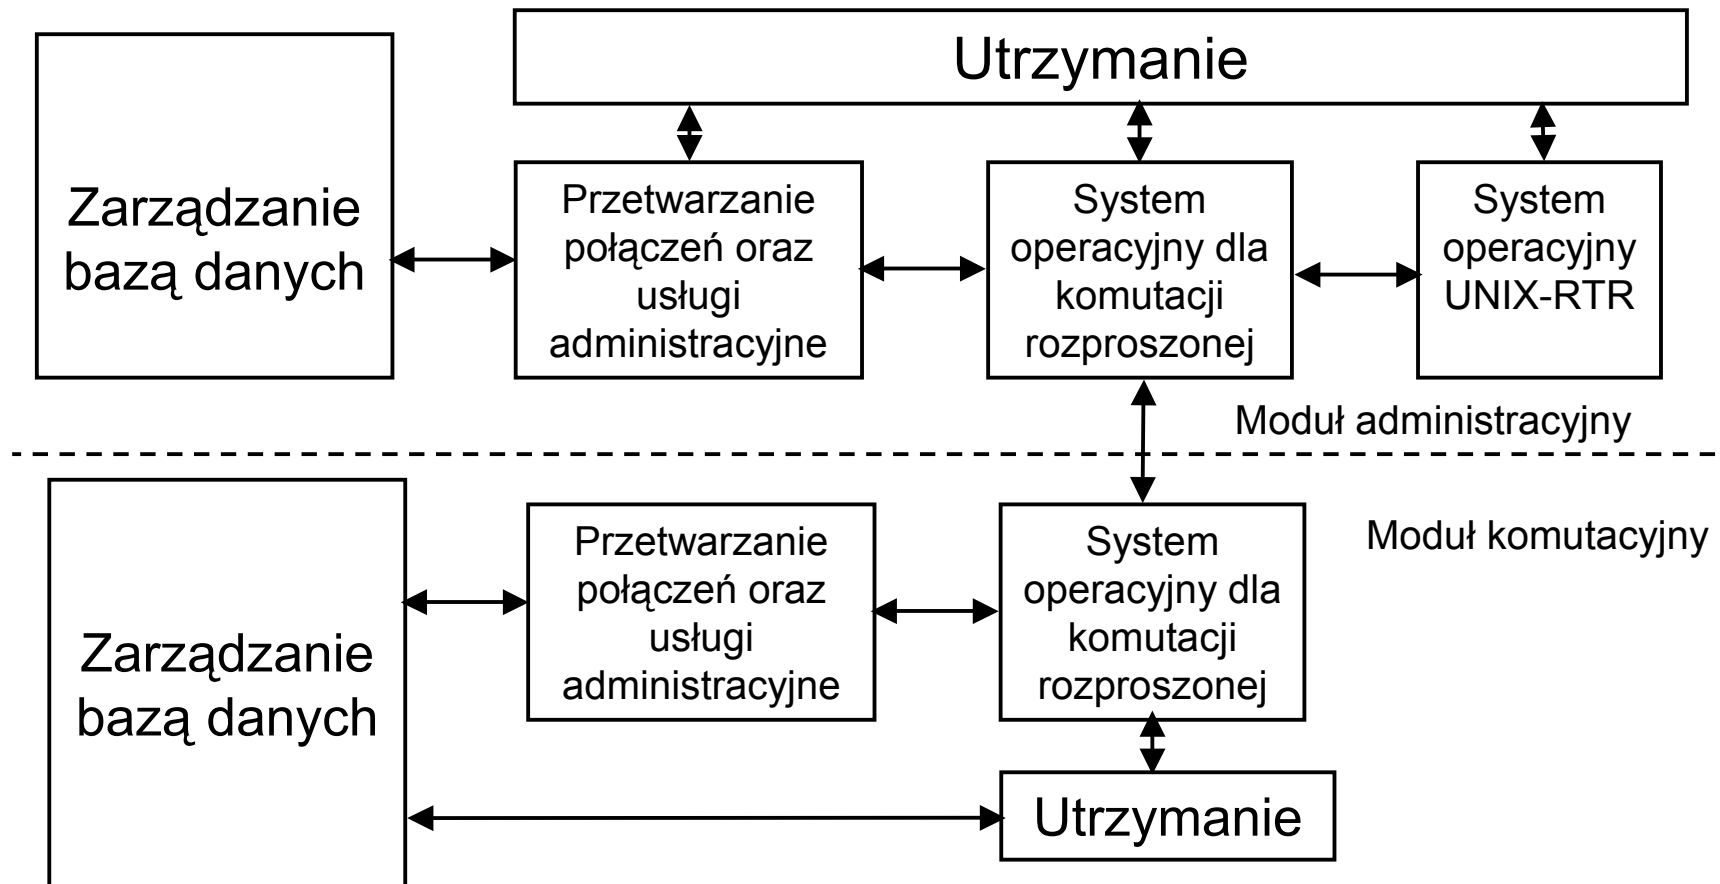 Utrzymanie
Zarządzanie
bazą danych
Przetwarzanie
połączeń oraz
usługi
administracyjne
System
operacyjny dla
komutacji
rozproszonej
System
operacyjny
UNIX-RTR
Moduł administracyjny
Zarządzanie
bazą danych
Przetwarzanie
połączeń oraz
usługi
administracyjne
System
operacyjny dla
komutacji
rozproszonej
Moduł komutacyjny
Utrzymanie